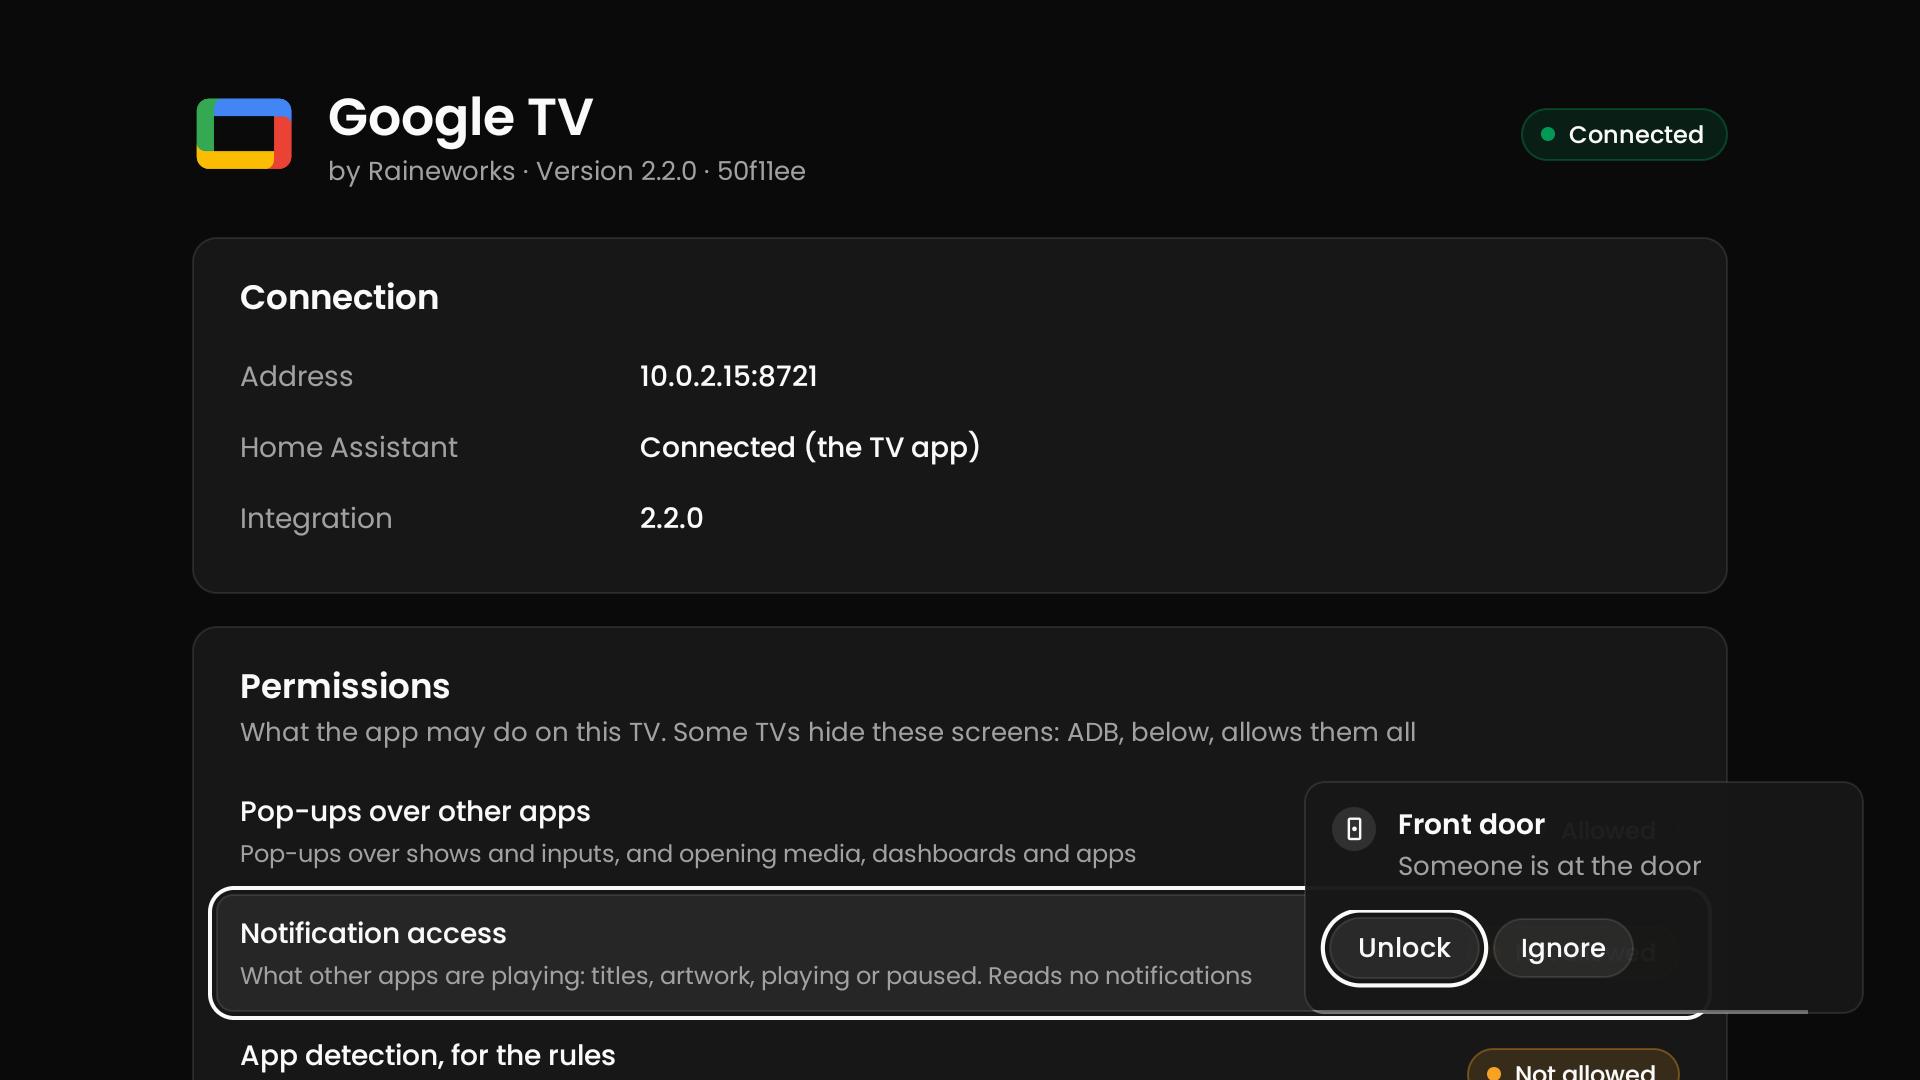 Google TV
by Raineworks · Version 2.2.0 · 50f11ee
Connected
Connection
Address
10.0.2.15:8721
Home Assistant
Connected (the TV app)
Integration
2.2.0
Permissions
What the app may do on this TV. Some TVs hide these screens: ADB, below, allows them all
Pop-ups over other apps
Allowed
Pop-ups over shows and inputs, and opening media, dashboards and apps
Front door
Someone is at the door
Unlock
Ignore
Notification access
What other apps are playing: titles, artwork, playing or paused. Reads no notifications
App detection, for the rules
Not allowed